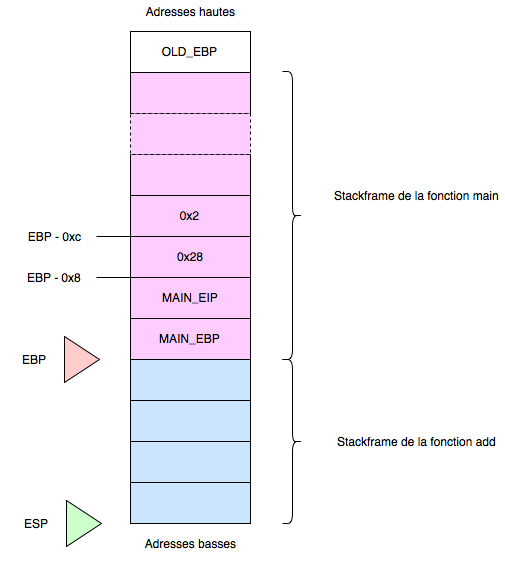 Adresses hautes
OLD_EBP
Stackframe de la fonction main
0x2
EBP - 0xc
0x28
EBP - 0x8
MAIN_EIP
MAIN_EBP
EBP
Stackframe de la fonction add
ESP
Adresses basses